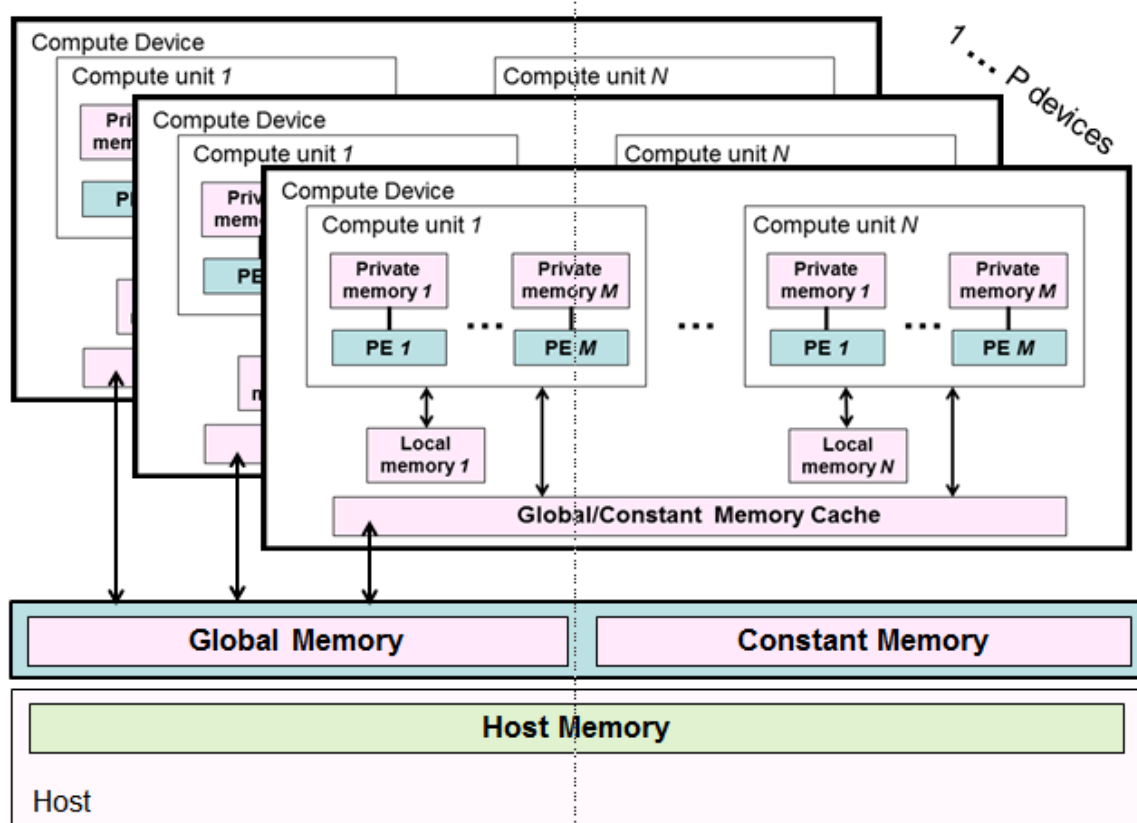 Compute Device
Compute unit 1
Compute unit N
1 ... P devices
Compute Device
Compute unit 1
Compute unit N
Compute Device
Compute unit 1
Compute unit N
Private memory 1
Private memory M
Private memory 1
Private memory M
...
...
...
PE 1
PE M
PE 1
PE M
Local memory 1
Local memory N
Global/Constant Memory Cache
Global Memory
Constant Memory
Host Memory
Host